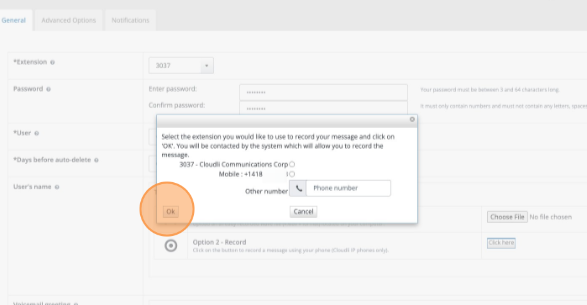 General Advanced Options Notifications
*Extension
3037
Password
Enter password:
Your password must be between 3 and 64 characters long
Confirm password:
It must only contain numbers and must not contain any letters, spaces
*User
Select the extension you would like to use to record your message and click on
'OK'. You will be contacted by the system which will allow you to record the
message.
*Days before auto-delete
3037 - Cloudli Communications Corp
Mobile : +1418
User's name
Other number Phone number
Ok Cancel
Choose File No file chosen
Option 2 - Record
Click here
Click on the button to record a message using your phone (Cloudli IP phones only).
Voicemail greeting